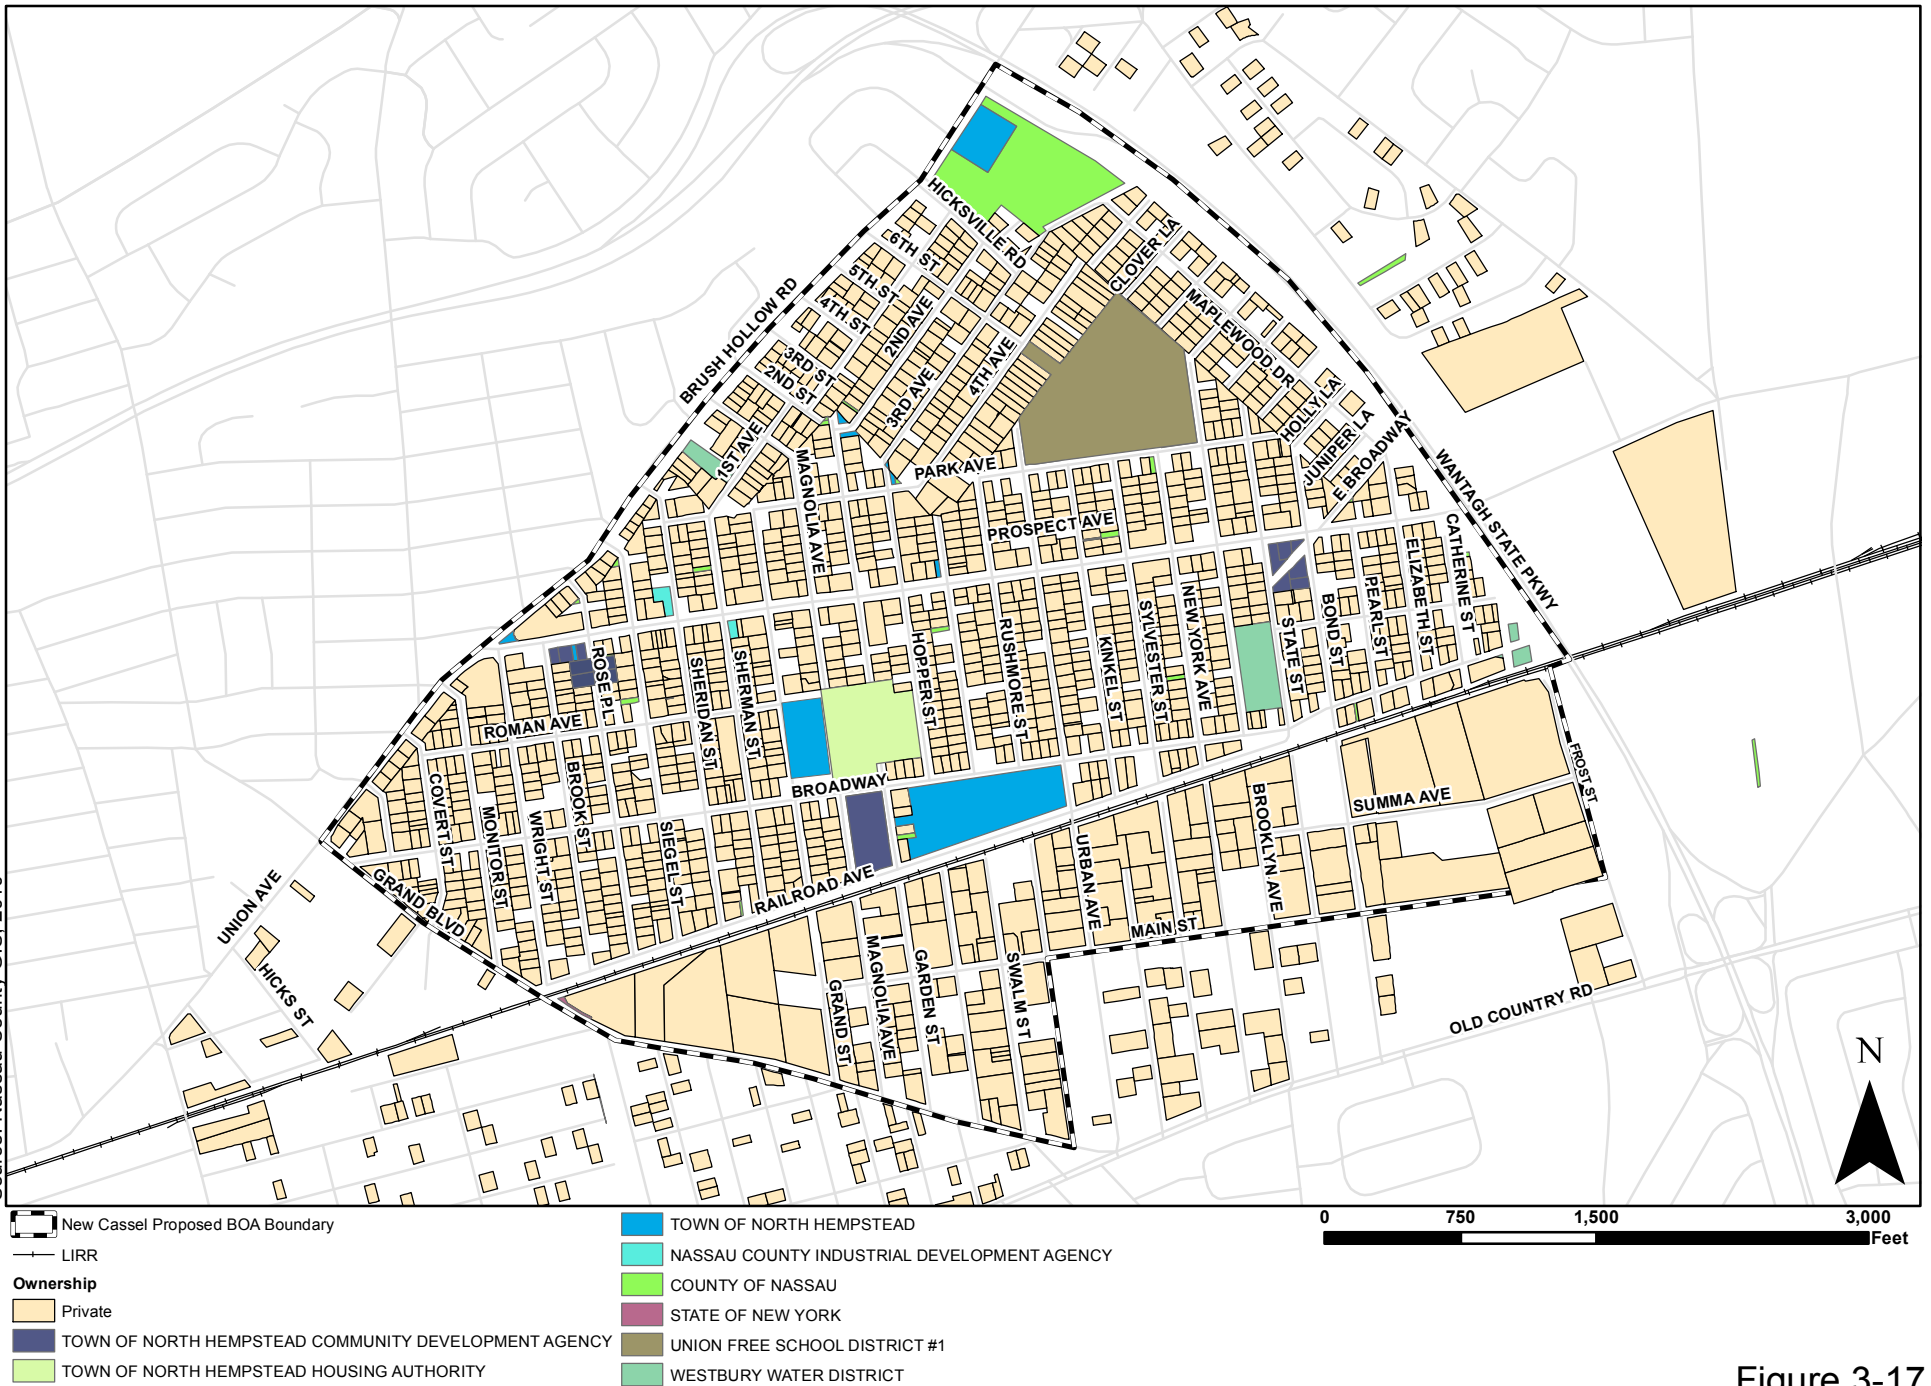 HICKSVILLE RD
CLOVER LA
6TH ST
5TH ST
4TH ST
2ND AVE
BRUSH HOLLOW RD
MAPLEWOOD DR
3RD ST
2ND ST
3RD AVE
4TH AVE
HOLLY LA
JUNIPER LA
E BROADWAY
1ST AVE
MAGNOLIA AVE
PARK AVE
WANTAGH STATE PKWY
PROSPECT AVE
CATHERINE ST
ELIZABETH ST
PEARL ST
BOND ST
STATE ST
NEW YORK AVE
SYLVESTER ST
KINKEL ST
RUSHMORE ST
HOPPER ST
SHERMAN ST
SHERIDAN ST
ROSE PL
ROMAN AVE
BROADWAY
FROST ST
SUMMA AVE
BROOKLYN AVE
COVERT ST
MONITOR ST
WRIGHT ST
BROOK ST
SIEGEL ST
RAILROAD AVE
URBAN AVE
MAIN ST
GRAND BLVD
UNION AVE
HICKS ST
GRAND ST
MAGNOLIA AVE
GARDEN ST
SWALM ST
OLD COUNTRY RD
N
New Cassel Proposed BOA Boundary
LIRR
Ownership
Private
TOWN OF NORTH HEMPSTEAD COMMUNITY DEVELOPMENT AGENCY
TOWN OF NORTH HEMPSTEAD HOUSING AUTHORITY
TOWN OF NORTH HEMPSTEAD
NASSAU COUNTY INDUSTRIAL DEVELOPMENT AGENCY
COUNTY OF NASSAU
STATE OF NEW YORK
UNION FREE SCHOOL DISTRICT #1
WESTBURY WATER DISTRICT
0 750 1,500 3,000
Feet
Figure 3-17